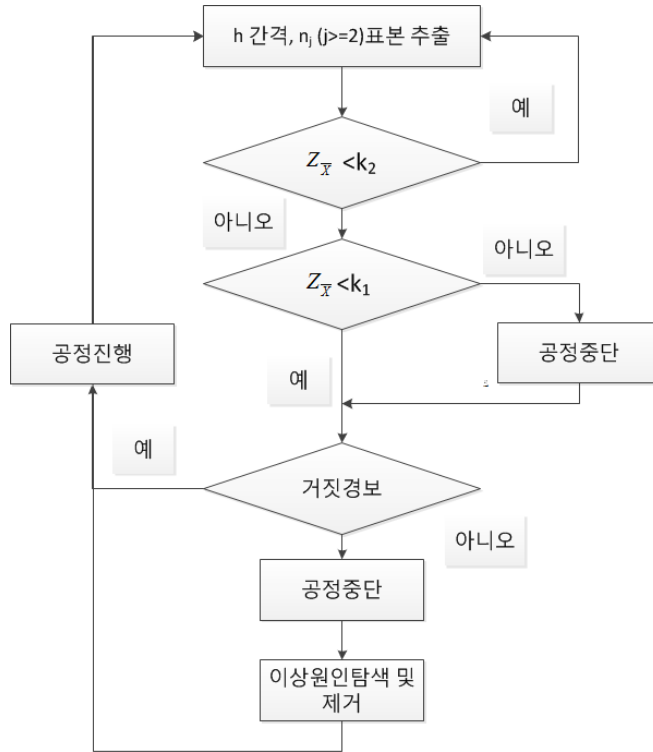 h 간격, nⱼ (j>=2)표본 추출
예
Z_X̅ <k₂
아니오
아니오
Z_X̅ <k₁
공정진행
공정중단
예
예
거짓경보
아니오
공정중단
이상원인탐색 및
제거